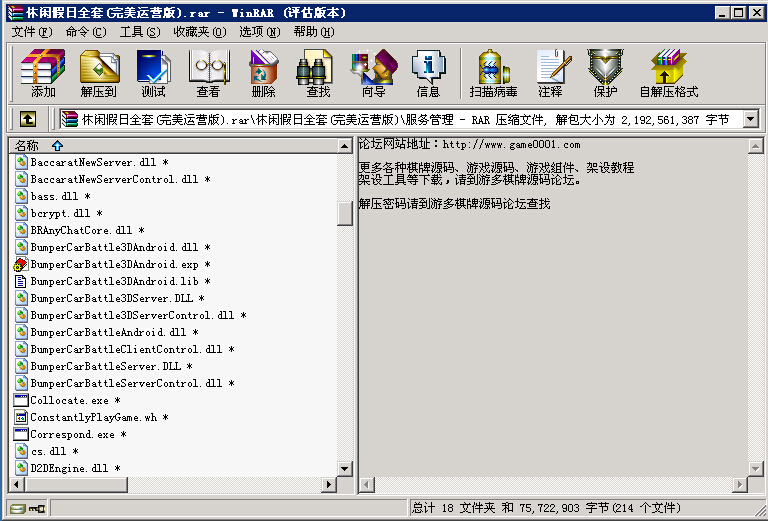 休闲假日全套(完美运营版).rar - WinRAR (评估版本)
文件(F) 命令(C) 工具(S) 收藏夹(O) 选项(N) 帮助(H)
添加 解压到 测试 查看 删除 查找 向导 信息 扫描病毒 注释 保护 自解压格式
休闲假日全套(完美运营版).rar\休闲假日全套(完美运营版)\服务管理 - RAR 压缩文件, 解包大小为 2,192,561,387 字节
名称
BaccaratNewServer.dll *
BaccaratNewServerControl.dll *
bass.dll *
bcrypt.dll *
BRAnyChatCore.dll *
BumperCarBattle3DAndroid.dll *
BumperCarBattle3DAndroid.exp *
BumperCarBattle3DAndroid.lib *
BumperCarBattle3DServer.DLL *
BumperCarBattle3DServerControl.dll *
BumperCarBattleAndroid.dll *
BumperCarBattleClientControl.dll *
BumperCarBattleServer.DLL *
BumperCarBattleServerControl.dll *
Collocate.exe *
ConstantlyPlayGame.wh *
Correspond.exe *
cs.dll *
D2DEngine.dll *
论坛网站地址：http://www.game0001.com
更多各种棋牌源码、游戏源码、游戏组件、架设教程
架设工具等下载，请到游多棋牌源码论坛。
解压密码请到游多棋牌源码论坛查找
总计 18 文件夹 和 75,722,903 字节(214 个文件)